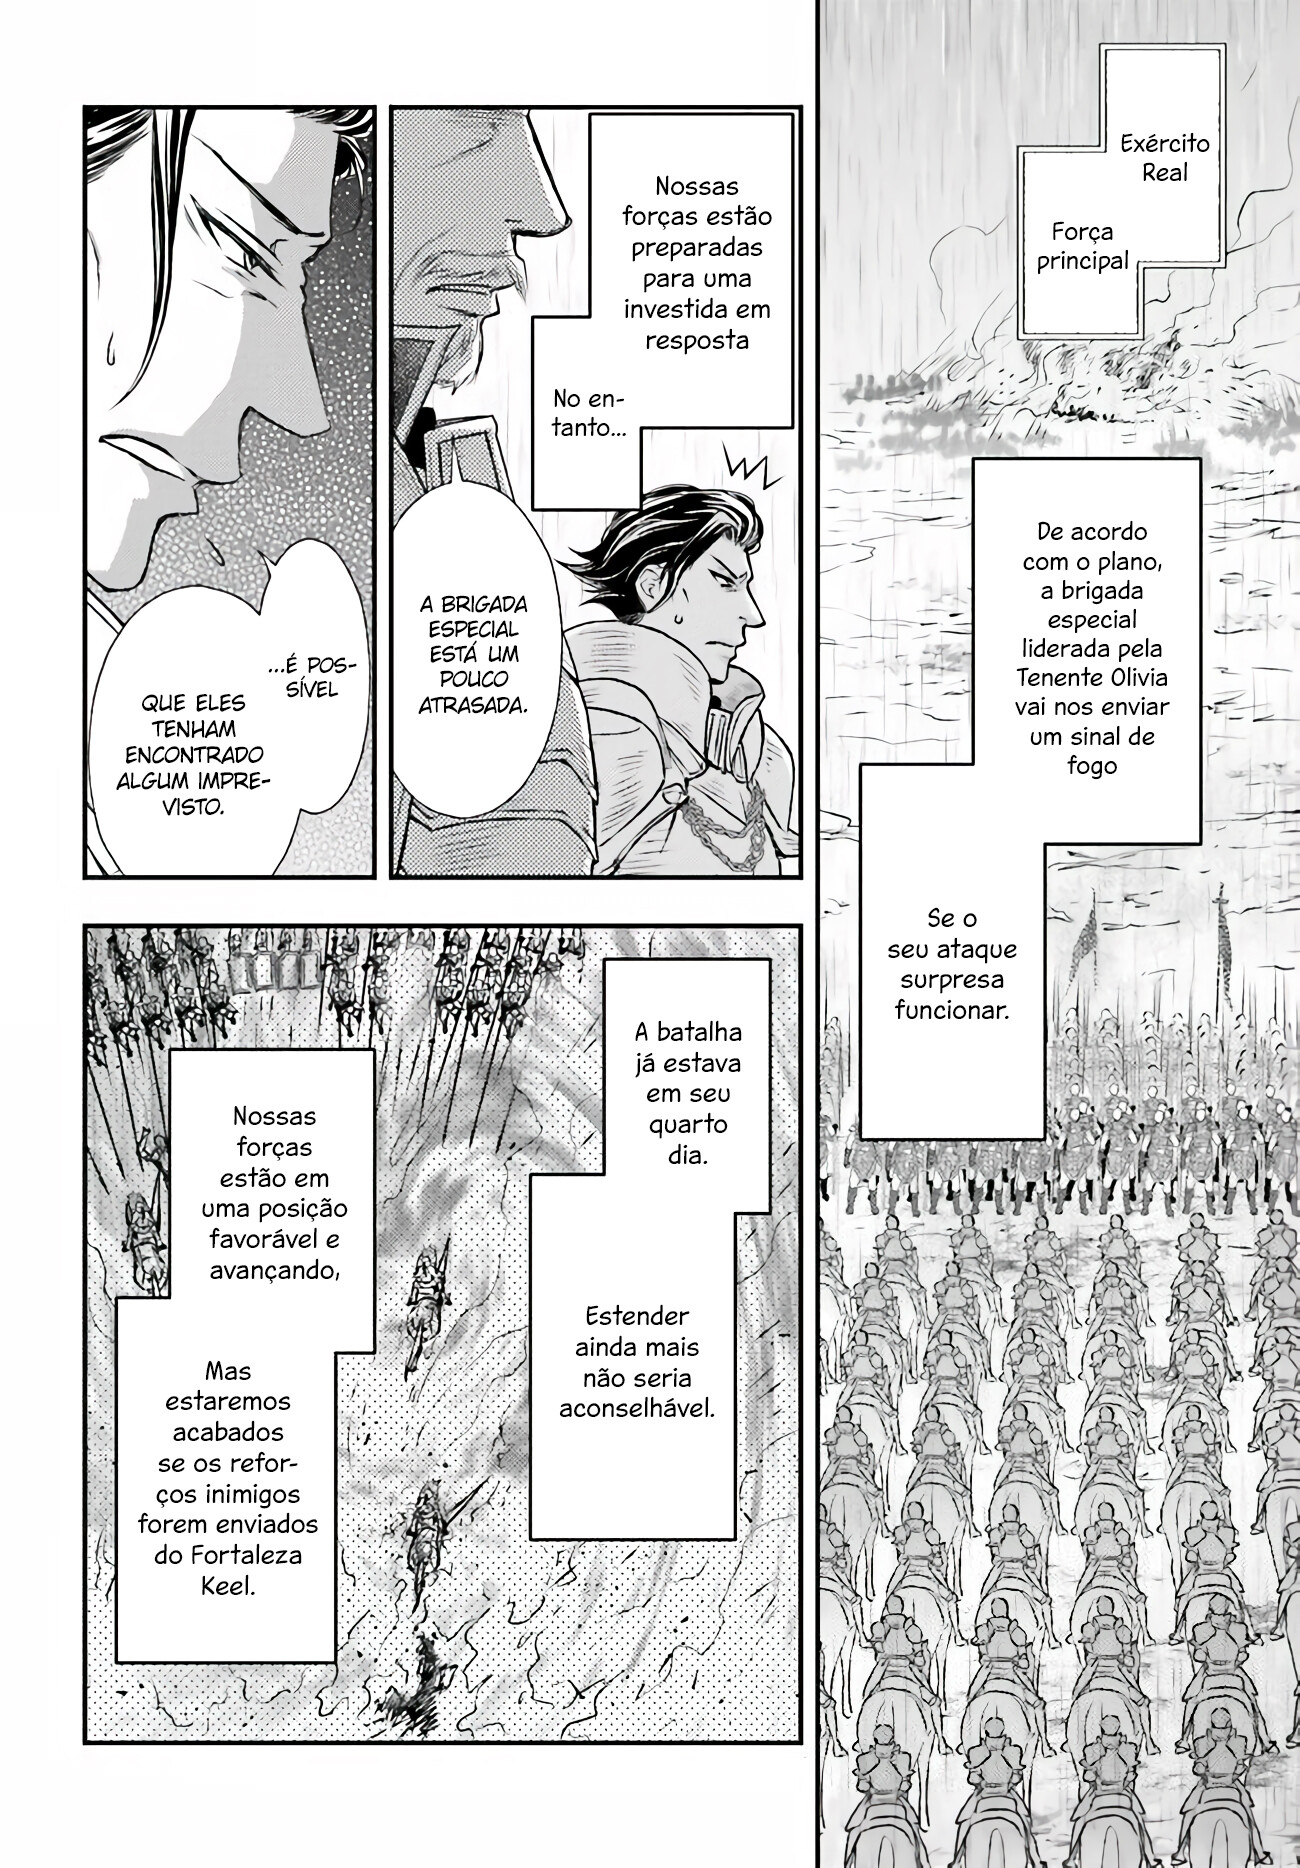 Exército
Real
Força
principal
De acordo
com o plano,
a brigada
especial
liderada pela
Tenente Olivia
vai nos enviar
um sinal de
fogo
Se o
seu ataque
surpresa
funcionar.
Nossas
forças estão
preparadas
para uma
investida em
resposta
No en-
tanto...
A BRIGADA
ESPECIAL
ESTÁ UM
POUCO
ATRASADA.
...É POS-
SÍVEL
QUE ELES
TENHAM
ENCONTRADO
ALGUM IMPRE-
VISTO.
A batalha
já estava
em seu
quarto
dia.
Estender
ainda mais
não seria
aconselhável.
Nossas
forças
estão em
uma posição
favorável e
avançando,
Mas
estaremos
acabados
se os refor-
ços inimigos
forem enviados
do Fortaleza
Keel.